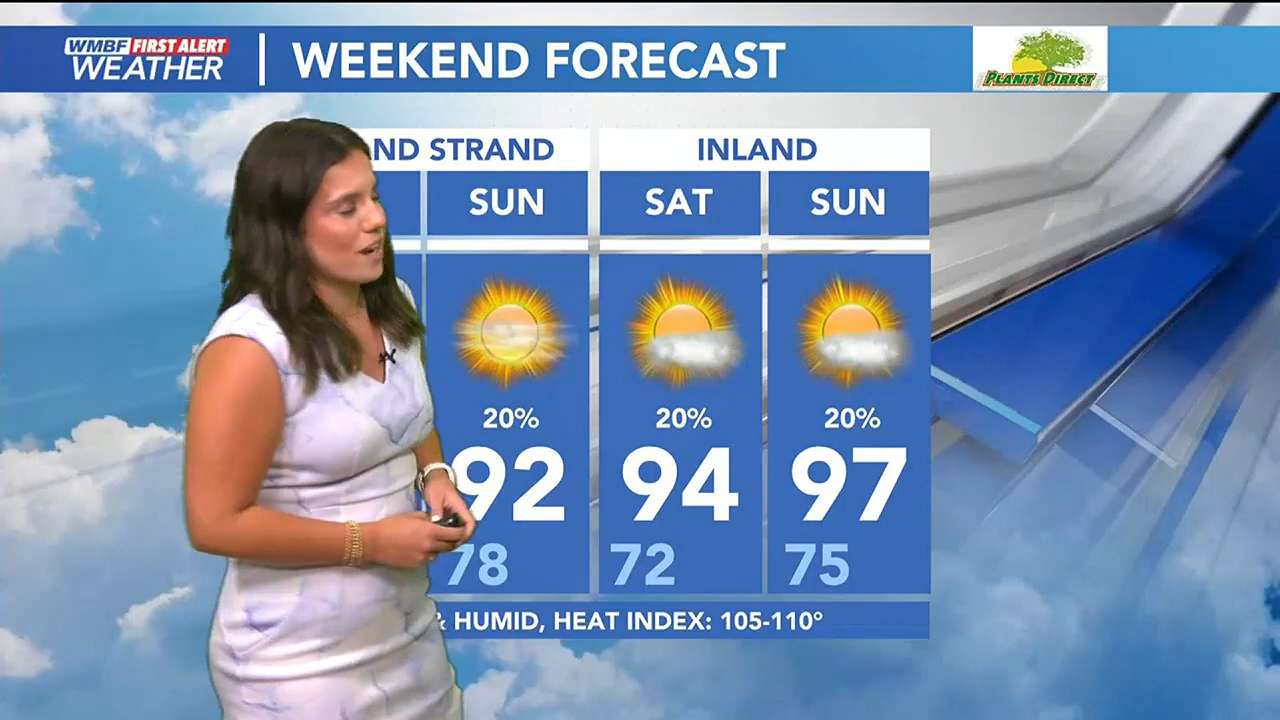 WMBF FIRST ALERT
WEATHER
WEEKEND FORECAST
PLANTS DIRECT
ND STRAND
INLAND
SUN
SAT
SUN
20%
20%
20%
92
94
97
78
72
75
& HUMID, HEAT INDEX: 105-110°